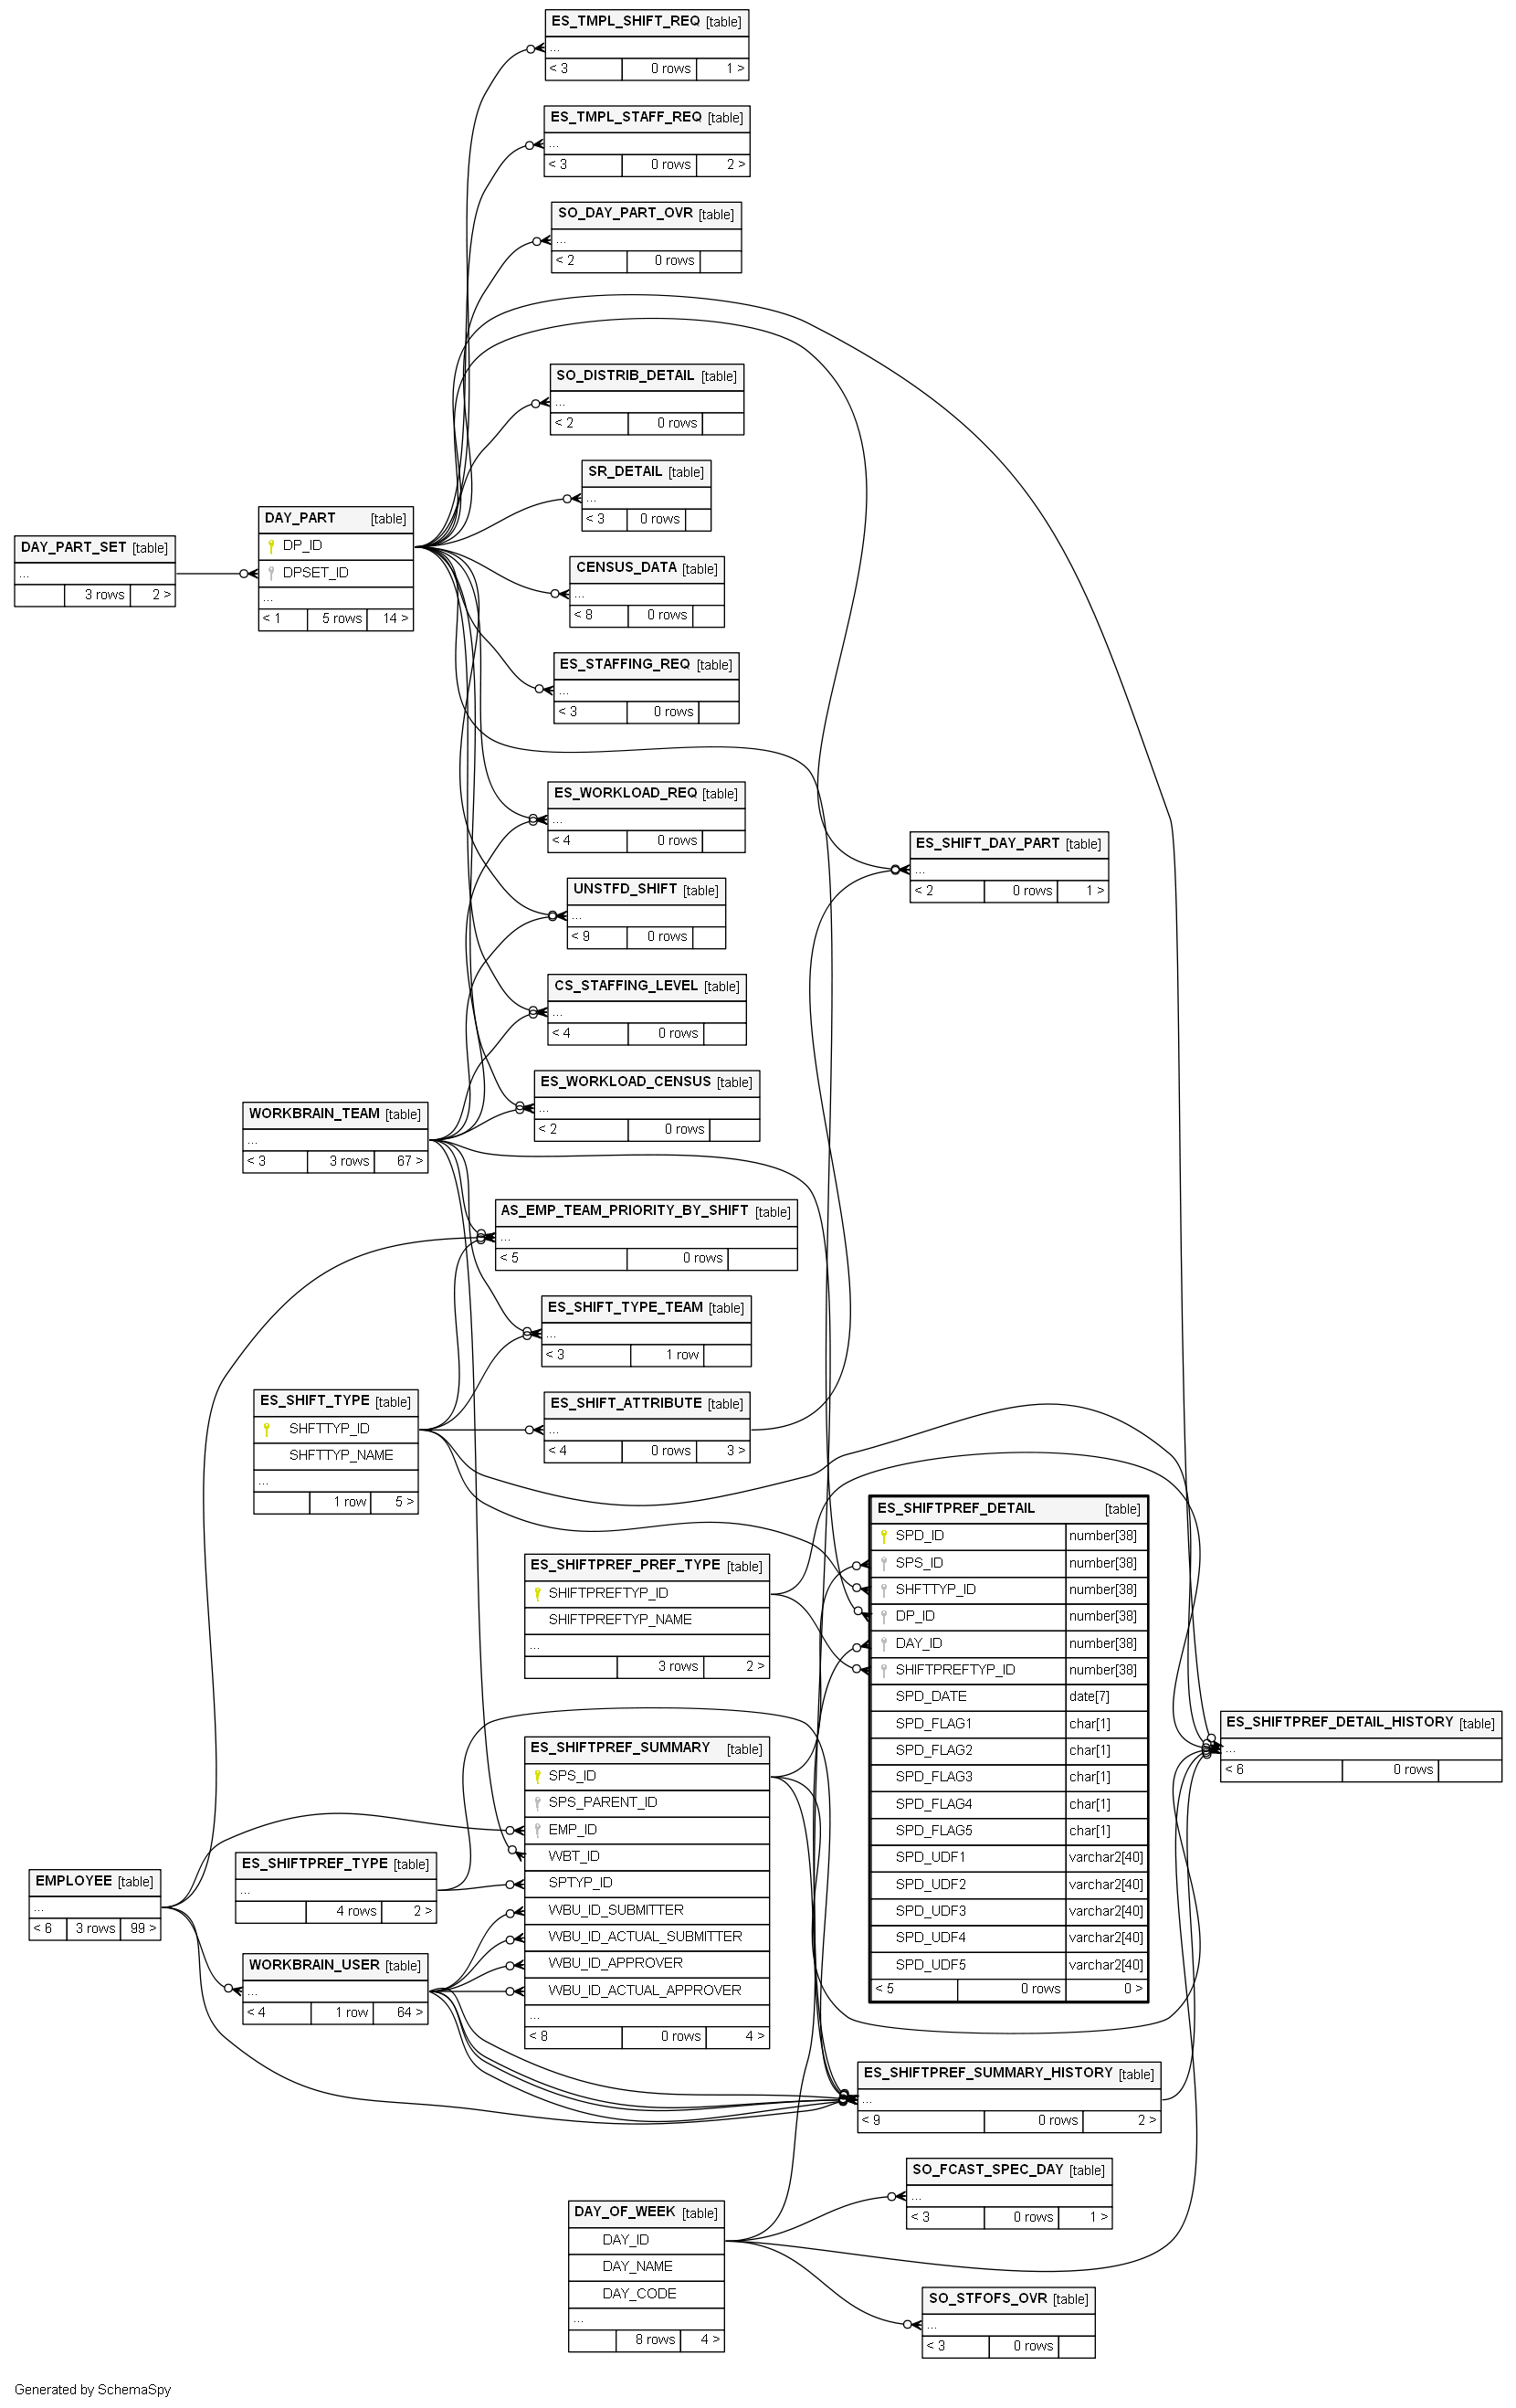 ES_TMPL_SHIFT_REQ [table]
...
< 3 0 rows 1 >
ES_TMPL_STAFF_REQ [table]
...
< 3 0 rows 2 >
SO_DAY_PART_OVR [table]
...
< 2 0 rows
SO_DISTRIB_DETAIL [table]
...
< 2 0 rows
SR_DETAIL [table]
...
< 3 0 rows
DAY_PART [table]
DP_ID
DPSET_ID
...
< 1 5 rows 14 >
DAY_PART_SET [table]
...
3 rows 2 >
CENSUS_DATA [table]
...
< 8 0 rows
ES_STAFFING_REQ [table]
...
< 3 0 rows
ES_WORKLOAD_REQ [table]
...
< 4 0 rows
ES_SHIFT_DAY_PART [table]
...
< 2 0 rows 1 >
UNSTFD_SHIFT [table]
...
< 9 0 rows
CS_STAFFING_LEVEL [table]
...
< 4 0 rows
ES_WORKLOAD_CENSUS [table]
...
< 2 0 rows
WORKBRAIN_TEAM [table]
...
< 3 3 rows 67 >
AS_EMP_TEAM_PRIORITY_BY_SHIFT [table]
...
< 5 0 rows
ES_SHIFT_TYPE_TEAM [table]
...
< 3 1 row
ES_SHIFT_TYPE [table]
SHFTTYP_ID
SHFTTYP_NAME
...
1 row 5 >
ES_SHIFT_ATTRIBUTE [table]
...
< 4 0 rows 3 >
ES_SHIFTPREF_DETAIL [table]
SPD_ID number[38]
SPS_ID number[38]
SHFTTYP_ID number[38]
DP_ID number[38]
DAY_ID number[38]
SHIFTPREFTYP_ID number[38]
SPD_DATE date[7]
SPD_FLAG1 char[1]
SPD_FLAG2 char[1]
SPD_FLAG3 char[1]
SPD_FLAG4 char[1]
SPD_FLAG5 char[1]
SPD_UDF1 varchar2[40]
SPD_UDF2 varchar2[40]
SPD_UDF3 varchar2[40]
SPD_UDF4 varchar2[40]
SPD_UDF5 varchar2[40]
< 5 0 rows 0 >
ES_SHIFTPREF_PREF_TYPE [table]
SHIFTPREFTYP_ID
SHIFTPREFTYP_NAME
...
3 rows 2 >
ES_SHIFTPREF_DETAIL_HISTORY [table]
...
< 6 0 rows
ES_SHIFTPREF_SUMMARY [table]
SPS_ID
SPS_PARENT_ID
EMP_ID
WBT_ID
SPTYP_ID
WBU_ID_SUBMITTER
WBU_ID_ACTUAL_SUBMITTER
WBU_ID_APPROVER
WBU_ID_ACTUAL_APPROVER
...
< 8 0 rows 4 >
ES_SHIFTPREF_TYPE [table]
...
4 rows 2 >
EMPLOYEE [table]
...
< 6 3 rows 99 >
WORKBRAIN_USER [table]
...
< 4 1 row 64 >
ES_SHIFTPREF_SUMMARY_HISTORY [table]
...
< 9 0 rows 2 >
SO_FCAST_SPEC_DAY [table]
...
< 3 0 rows 1 >
DAY_OF_WEEK [table]
DAY_ID
DAY_NAME
DAY_CODE
...
8 rows 4 >
SO_STFOFS_OVR [table]
...
< 3 0 rows
Generated by SchemaSpy